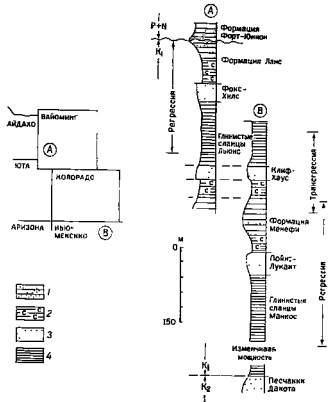 А
Р+N
K₁
Формация
Форт-Юнион
Формация Ланс
Фокс-
Хилс
Регрессия
Глинистые
сланцы
Льюис
В
АЙДАХО
ВАЙОМИНГ
А
ЮТА
КОЛОРАДО
АРИЗОНА
НЬЮ-
МЕКСИКО
В
1
2
3
4
с
Клиф-
Хаус
Трансгрессия
Формация
Менефи
м
0
150
Пойнт-
Лукаут
Глинистые
сланцы
Манкос
Регрессия
Изменчивая
мощность
K₁
K₂
Песчаник
Дакота